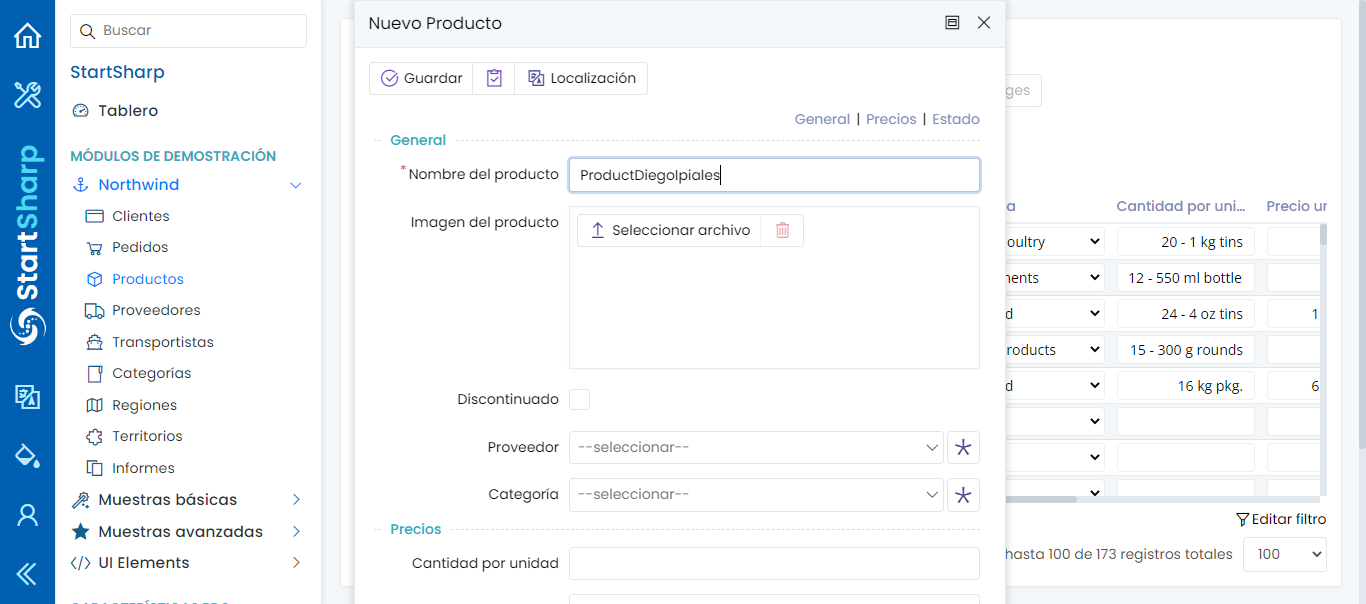 StartSharp
Buscar
StartSharp
Tablero
MÓDULOS DE DEMOSTRACIÓN
Northwind
Clientes
Pedidos
Productos
Proveedores
Transportistas
Categorías
Regiones
Territorios
Informes
Muestras básicas
Muestras avanzadas
UI Elements
Nuevo Producto
Guardar
Localización
General | Precios | Estado
General
*Nombre del producto ProductDiegoIpiales
Imagen del producto Seleccionar archivo
Discontinuado
Proveedor --seleccionar--
Categoría --seleccionar--
Precios
Cantidad por unidad
ges
a Cantidad por uni... Precio ur
oultry 20 - 1 kg tins
nents 12 - 550 ml bottle
d 24 - 4 oz tins 1
roducts 15 - 300 g rounds
d 16 kg pkg. 6
Editar filtro
hasta 100 de 173 registros totales 100